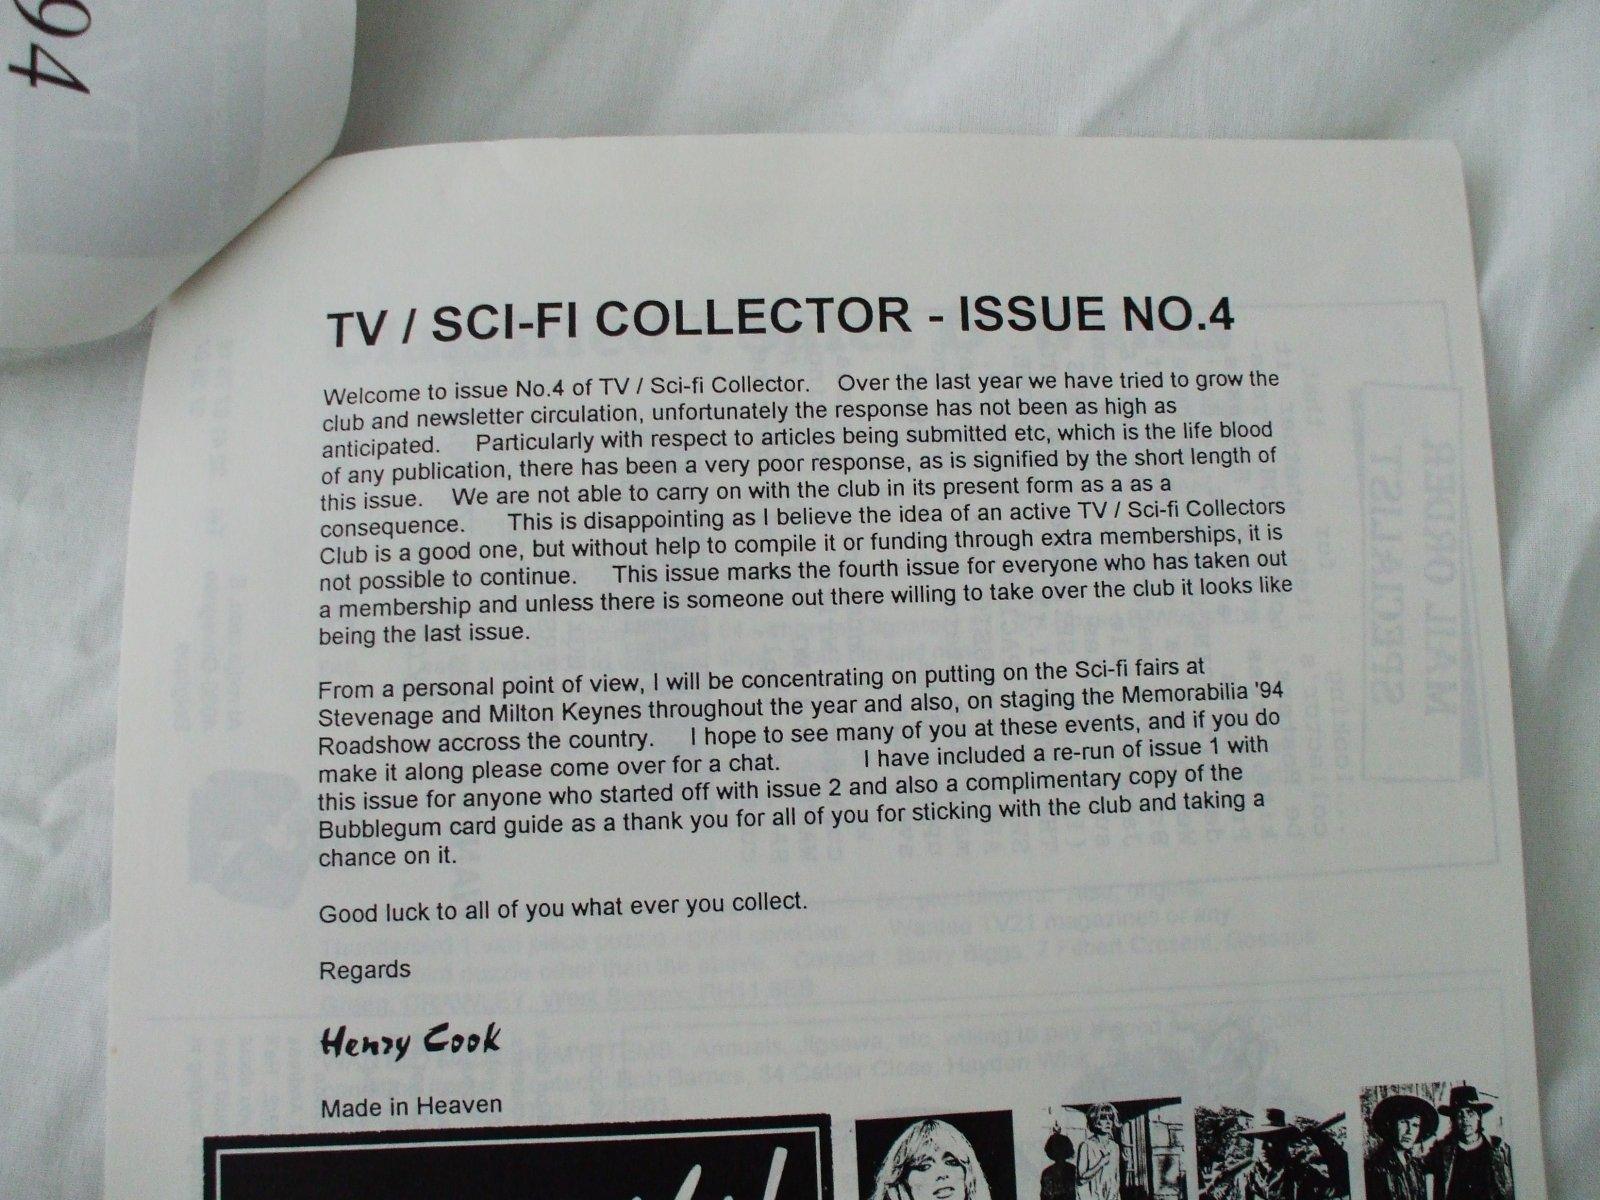 94
TV / SCI-FI COLLECTOR - ISSUE NO.4
Welcome to issue No.4 of TV / Sci-fi Collector. Over the last year we have tried to grow the
club and newsletter circulation, unfortunately the response has not been as high as
anticipated. Particularly with respect to articles being submitted etc, which is the life blood
of any publication, there has been a very poor response, as is signified by the short length of
this issue. We are not able to carry on with the club in its present form as a as a
consequence. This is disappointing as I believe the idea of an active TV / Sci-fi Collectors
Club is a good one, but without help to compile it or funding through extra memberships, it is
not possible to continue. This issue marks the fourth issue for everyone who has taken out
a membership and unless there is someone out there willing to take over the club it looks like
being the last issue.
From a personal point of view, I will be concentrating on putting on the Sci-fi fairs at
Stevenage and Milton Keynes throughout the year and also, on staging the Memorabilia '94
Roadshow accross the country. I hope to see many of you at these events, and if you do
make it along please come over for a chat. I have included a re-run of issue 1 with
this issue for anyone who started off with issue 2 and also a complimentary copy of the
Bubblegum card guide as a thank you for all of you for sticking with the club and taking a
chance on it.
Good luck to all of you what ever you collect.
Regards
Henry Cook
Made in Heaven
SPECIALIST
MAIL ORDER